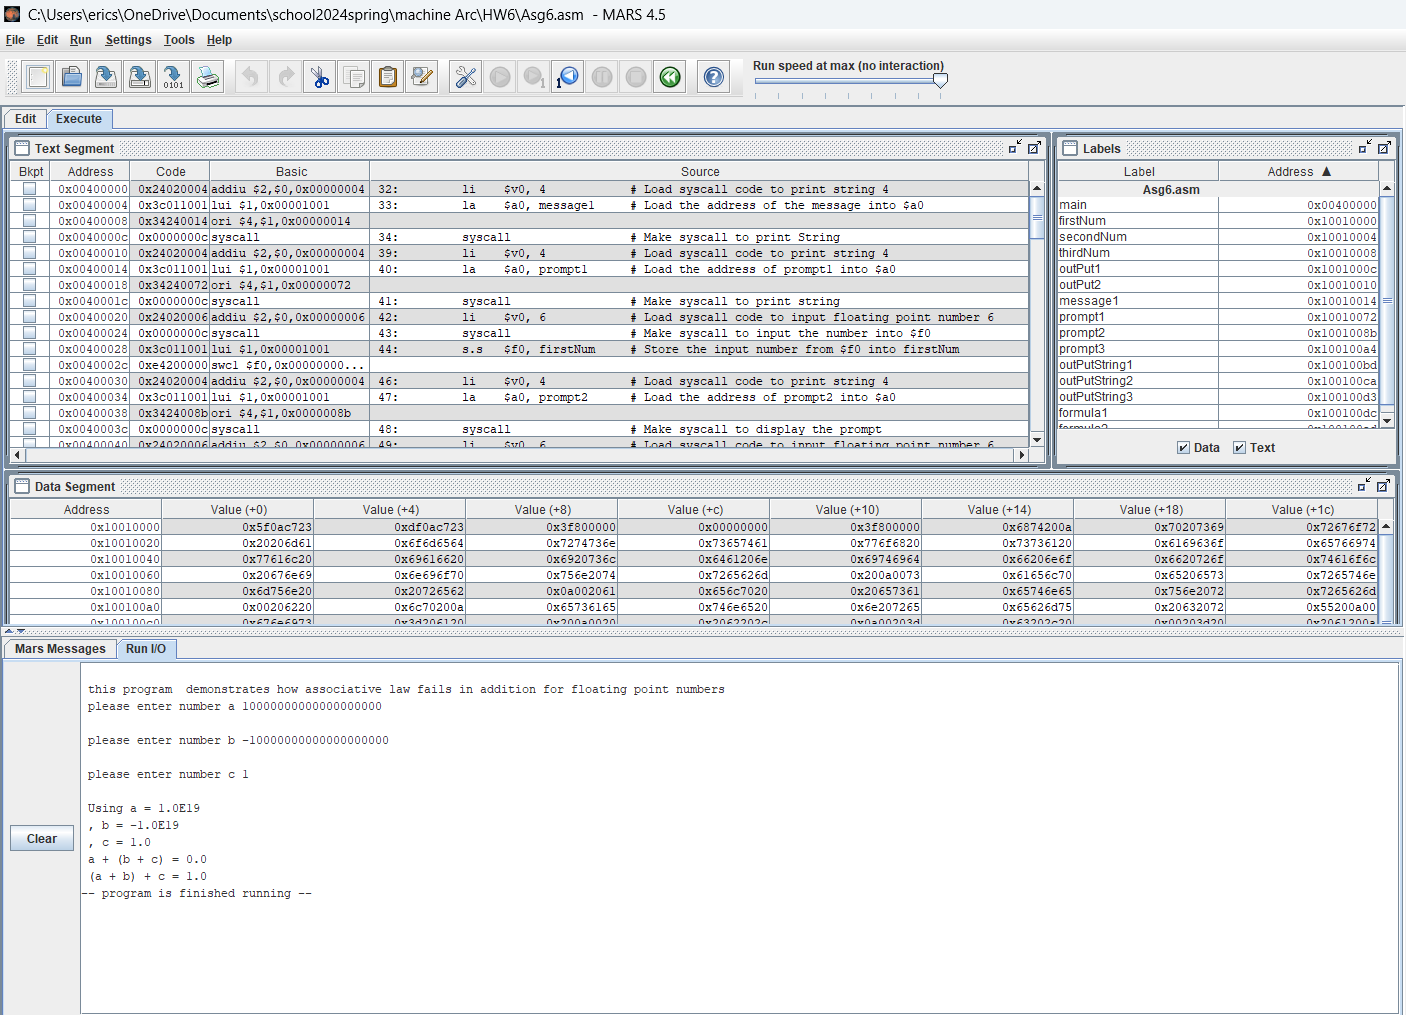 C:\Users\erics\OneDrive\Documents\school2024spring\machine Arc\HW6\Asg6.asm - MARS 4.5
File Edit Run Settings Tools Help
Run speed at max (no interaction)
Edit Execute
Text Segment
Bkpt Address Code Basic Source
0x00400000 0x24020004 addiu $2,$0,0x00000004 32: li $v0, 4 # Load syscall code to print string 4
0x00400004 0x3c011001 lui $1,0x00001001 33: la $a0, message1 # Load the address of the message into $a0
0x00400008 0x34240014 ori $4,$1,0x00000014
0x0040000c 0x0000000c syscall 34: syscall # Make syscall to print String
0x00400010 0x24020004 addiu $2,$0,0x00000004 39: li $v0, 4 # Load syscall code to print string 4
0x00400014 0x3c011001 lui $1,0x00001001 40: la $a0, prompt1 # Load the address of prompt1 into $a0
0x00400018 0x34240072 ori $4,$1,0x00000072
0x0040001c 0x0000000c syscall 41: syscall # Make syscall to print string
0x00400020 0x24020006 addiu $2,$0,0x00000006 42: li $v0, 6 # Load syscall code to input floating point number 6
0x00400024 0x0000000c syscall 43: syscall # Make syscall to input the number into $f0
0x00400028 0x3c011001 lui $1,0x00001001 44: s.s $f0, firstNum # Store the input number from $f0 into firstNum
0x0040002c 0xe4200000 swc1 $f0,0x00000000...
0x00400030 0x24020004 addiu $2,$0,0x00000004 46: li $v0, 4 # Load syscall code to print string 4
0x00400034 0x3c011001 lui $1,0x00001001 47: la $a0, prompt2 # Load the address of prompt2 into $a0
0x00400038 0x3424008b ori $4,$1,0x0000008b
0x0040003c 0x0000000c syscall 48: syscall # Make syscall to display the prompt
0x00400040 0x24020006 addiu $2,$0,0x00000006 49: li $v0, 6 # Load syscall code to input floating point number 6
Labels
Label Address ▲
Asg6.asm
main 0x00400000
firstNum 0x10010000
secondNum 0x10010004
thirdNum 0x10010008
outPut1 0x1001000c
outPut2 0x10010010
message1 0x10010014
prompt1 0x10010072
prompt2 0x1001008b
prompt3 0x100100a4
outPutString1 0x100100bd
outPutString2 0x100100ca
outPutString3 0x100100d3
formula1 0x100100dc
Data Text
Data Segment
Address Value (+0) Value (+4) Value (+8) Value (+c) Value (+10) Value (+14) Value (+18) Value (+1c)
0x10010000 0x5f0ac723 0xdf0ac723 0x3f800000 0x00000000 0x3f800000 0x6874200a 0x70207369 0x72676f72
0x10010020 0x20206d61 0x6f6d6564 0x7274736e 0x73657461 0x776f6820 0x73736120 0x6169636f 0x65766974
0x10010040 0x77616c20 0x69616620 0x6920736c 0x6461206e 0x69746964 0x66206e6f 0x6620726f 0x74616f6c
0x10010060 0x20676e69 0x6e696f70 0x756e2074 0x7265626d 0x200a0073 0x61656c70 0x65206573 0x7265746e
0x10010080 0x6d756e20 0x20726562 0x0a002061 0x656c7020 0x20657361 0x65746e65 0x756e2072 0x7265626d
0x100100a0 0x00206220 0x6c70200a 0x65736165 0x746e6520 0x6e207265 0x65626d75 0x20632072 0x55200a00
0x100100c0 0x676e6973 0x3d206120 0x200a0020 0x2062202c 0x0a00203d 0x63202c20 0x00203d20 0x2061200a
Mars Messages Run I/O
Clear
this program  demonstrates how associative law fails in addition for floating point numbers
please enter number a 10000000000000000000
please enter number b -10000000000000000000
please enter number c 1
Using a = 1.0E19
, b = -1.0E19
, c = 1.0
a + (b + c) = 0.0
(a + b) + c = 1.0
-- program is finished running --